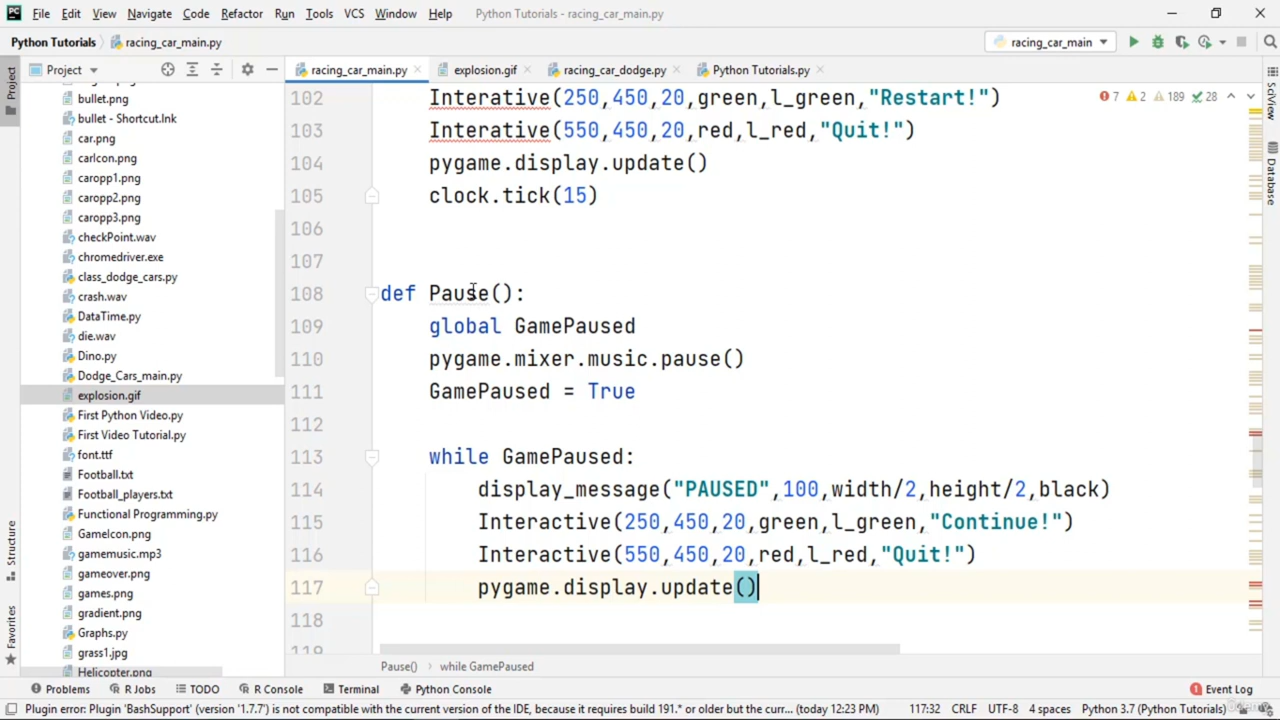 PC File Edit View Navigate Code Refactor Run Tools VCS Window Help Python Tutorials - racing_car_main.py
Python Tutorials racing_car_main.py racing_car_main
Project racing_car_main.py explosion.gif racing_car_dodge.py Python Tutorials.py
Project
Structure
Favorites
bullet.png
bullet - Shortcut.lnk
car.png
carIcon.png
caropp1.png
caropp2.png
caropp3.png
checkPoint.wav
chromedriver.exe
class_dodge_cars.py
crash.wav
DataTime.py
die.wav
Dino.py
Dodge_Cars_main.py
explosion.gif
First Python Video.py
First Video Tutorial.py
font.ttf
Football.txt
Football_players.txt
Functional Programming.py
GameIcon.png
gamemusic.mp3
gameover.png
games.png
gradient.png
Graphs.py
grass1.jpg
Helicopter.png
102 Interative(250,450,20,green,l_green,"Restart!")
103 Interative(550,450,20,red,l_red,"Quit!")
104 pygame.display.update()
105 clock.tick(15)
106
107
108 def Pause():
109 global GamePaused
110 pygame.mixer.music.pause()
111 GamePaused = True
112
113 while GamePaused:
114 display_message("PAUSED",100,width/2,height/2,black)
115 Interactive(250,450,20,green,l_green,"Continue!")
116 Interactive(550,450,20,red,l_red,"Quit!")
117 pygame.display.update()
118
119
7 2 189 28
SciView
Database
Pause() while GamePaused
Problems R Jobs TODO R Console Terminal Python Console Event Log
Plugin error: Plugin 'BashSupport' (version '1.7.7') is not compatible with the current version of the IDE, because it requires build 191.* or older but the curr... (today 12:23 PM) 117:32 CRLF UTF-8 4 spaces Python 3.7 (Python Tutorials)